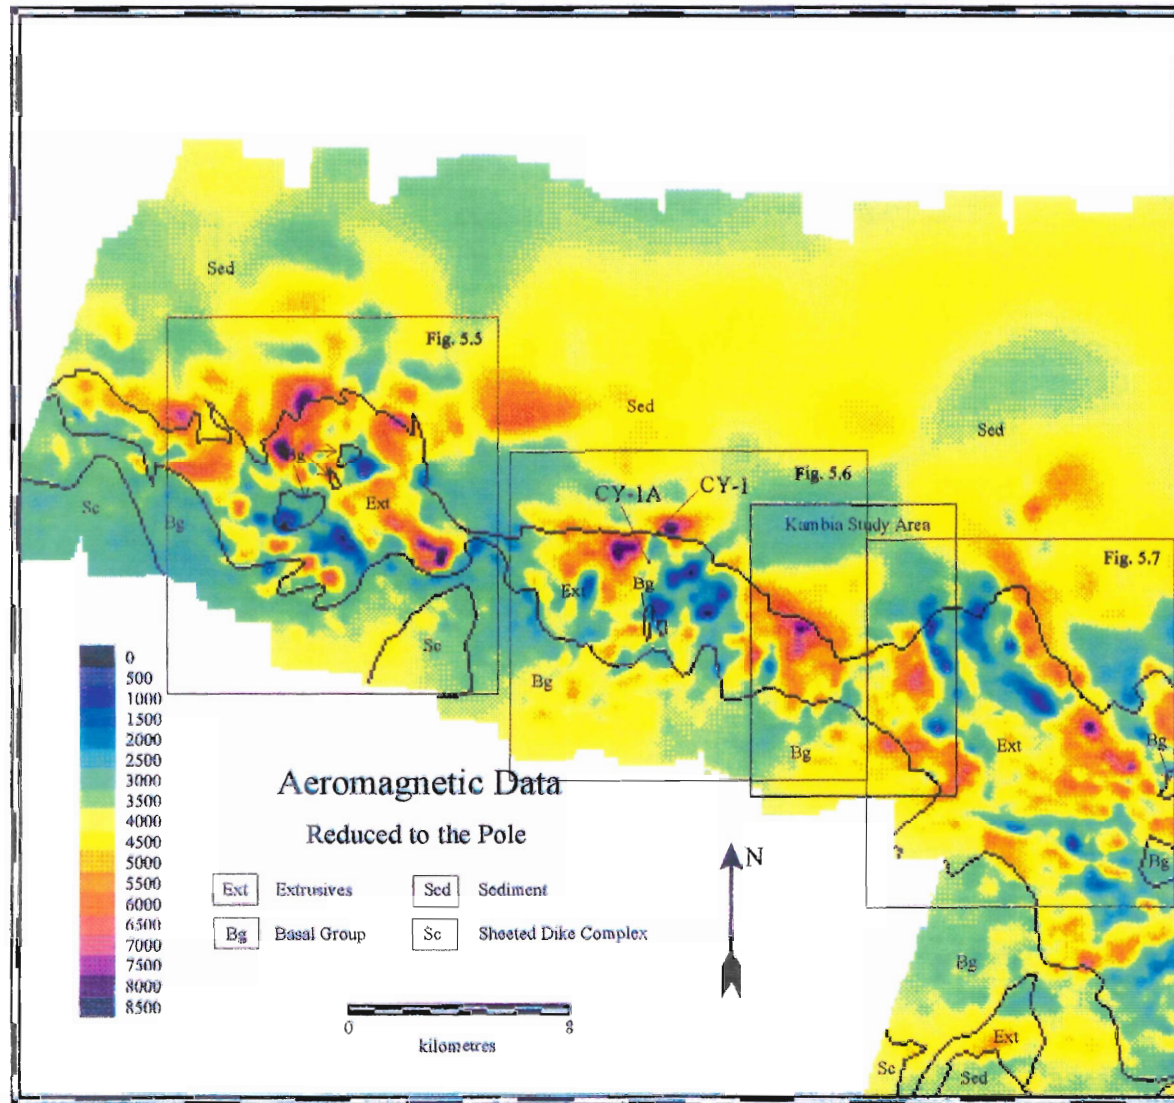 Sed
Fig. 5.5
Sed
Sed
Bg
Ext
Sc
Bg
Sc
CY-1A
CY-1
Fig. 5.6
Kambia Study Area
Fig. 5.7
Ext
Bg
Bg
Bg
Ext
Bg
Bg
Bg
Ext
Sc
Sed
0
500
1000
1500
2000
2500
3000
3500
4000
4500
5000
5500
6000
6500
7000
7500
8000
8500
Aeromagnetic Data
Reduced to the Pole
Ext Extrusives
Sed Sediment
Bg Basal Group
Sc Sheeted Dike Complex
N
0 8
kilometres